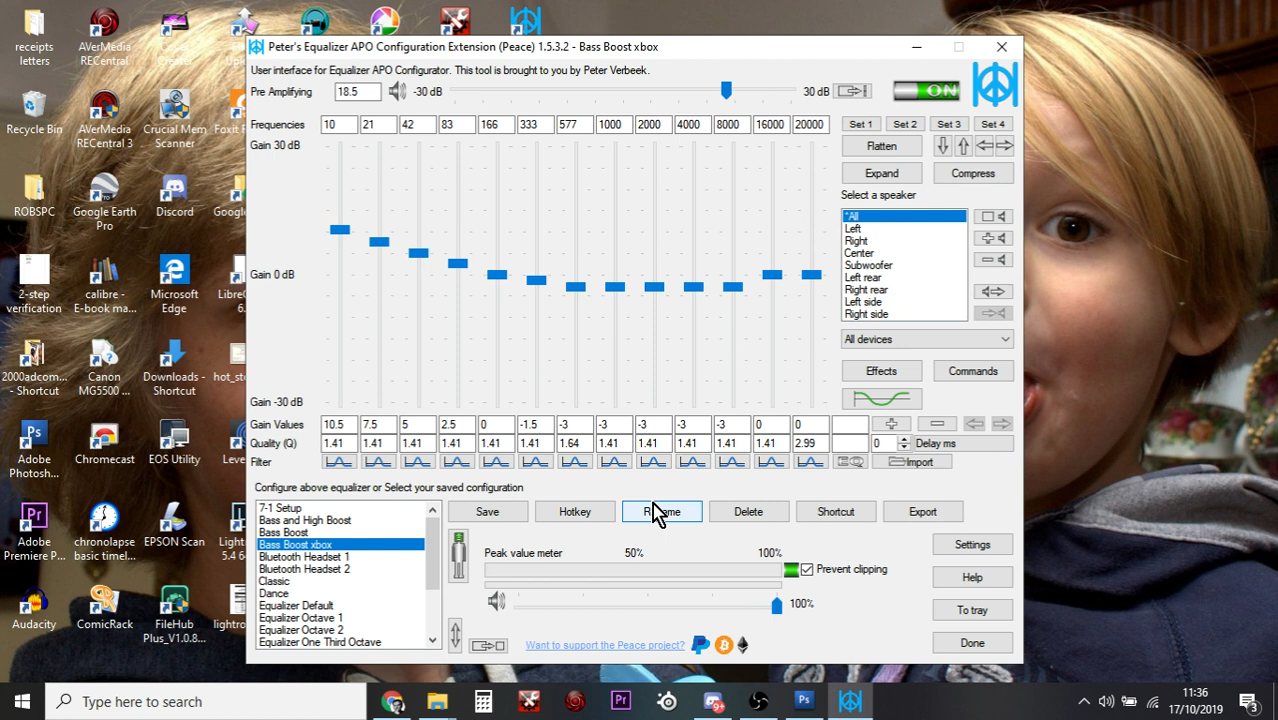 receipts letters
AVerMedia RECentral
Recycle Bin
AVerMedia RECentral 3
Crucial Mem Scanner
ROBSPC
Google Earth Pro
Discord
2-step verification
calibre - E-book ma...
Microsoft Edge
2000adcom... - Shortcut
Canon MG5500 ...
Downloads - Shortcut
Adobe Photosh...
Chromecast
EOS Utility
Adobe Premiere P...
chronolapse basic timel...
EPSON Scan
Audacity
ComicRack
FileHub Plus_V1.0.8...
Peter's Equalizer APO Configuration Extension (Peace) 1.5.3.2 - Bass Boost xbox
User interface for Equalizer APO Configurator. This tool is brought to you by Peter Verbeek.
Pre Amplifying 18.5 -30 dB 30 dB ON
Frequencies 10 21 42 83 166 333 577 1000 2000 4000 8000 16000 20000 Set 1 Set 2 Set 3 Set 4
Gain 30 dB
Flatten
Expand Compress
Select a speaker
*All
Left
Right
Center
Subwoofer
Left rear
Right rear
Left side
Right side
Gain 0 dB
All devices
Effects Commands
Gain -30 dB
Gain Values 10.5 7.5 5 2.5 0 -1.5 -3 -3 -3 -3 -3 0 0
Quality (Q) 1.41 1.41 1.41 1.41 1.41 1.41 1.64 1.41 1.41 1.41 1.41 1.41 2.99 0 Delay ms
Filter Import
Configure above equalizer or Select your saved configuration
7-1 Setup
Bass and High Boost
Bass Boost
Bass Boost xbox
Bluetooth Headset 1
Bluetooth Headset 2
Classic
Dance
Equalizer Default
Equalizer Octave 1
Equalizer Octave 2
Equalizer One Third Octave
Save Hotkey Delete Shortcut Export
Peak value meter 50% 100%
Prevent clipping
100%
Settings
Help
To tray
Done
Want to support the Peace project?
Type here to search
9+
11:36
17/10/2019
3